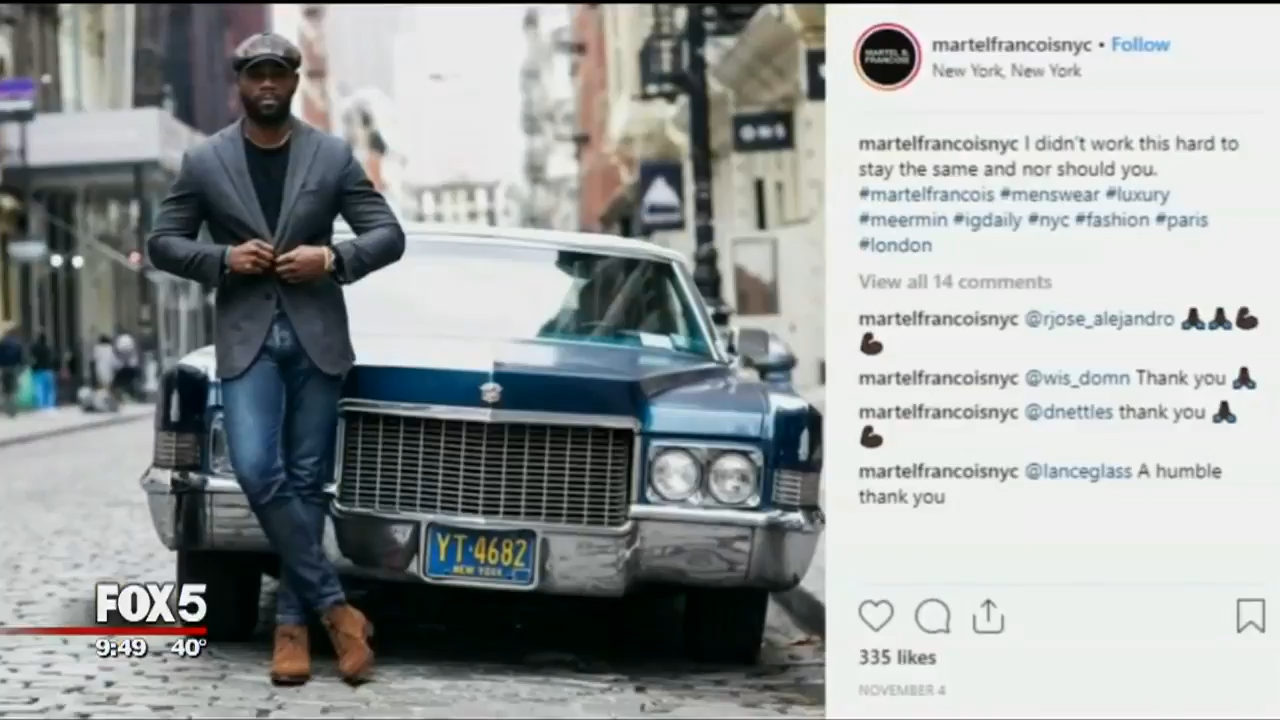 MARTEL B.
FRANCOIS
martelfrancoisnyc • Follow
New York, New York
martelfrancoisnyc I didn't work this hard to
stay the same and nor should you.
#martelfrancois #menswear #luxury
#meermin #igdaily #nyc #fashion #paris
#london
View all 14 comments
martelfrancoisnyc @rjose_alejandro 🙏🏿🙏🏿💪🏿
💪🏿
martelfrancoisnyc @wis_domn Thank you 🙏🏿
martelfrancoisnyc @dnettles thank you 🙏🏿
💪🏿
martelfrancoisnyc @lanceglass A humble
thank you
335 likes
NOVEMBER 4
YT·4682
NEW YORK
FOX5
9:49 40°